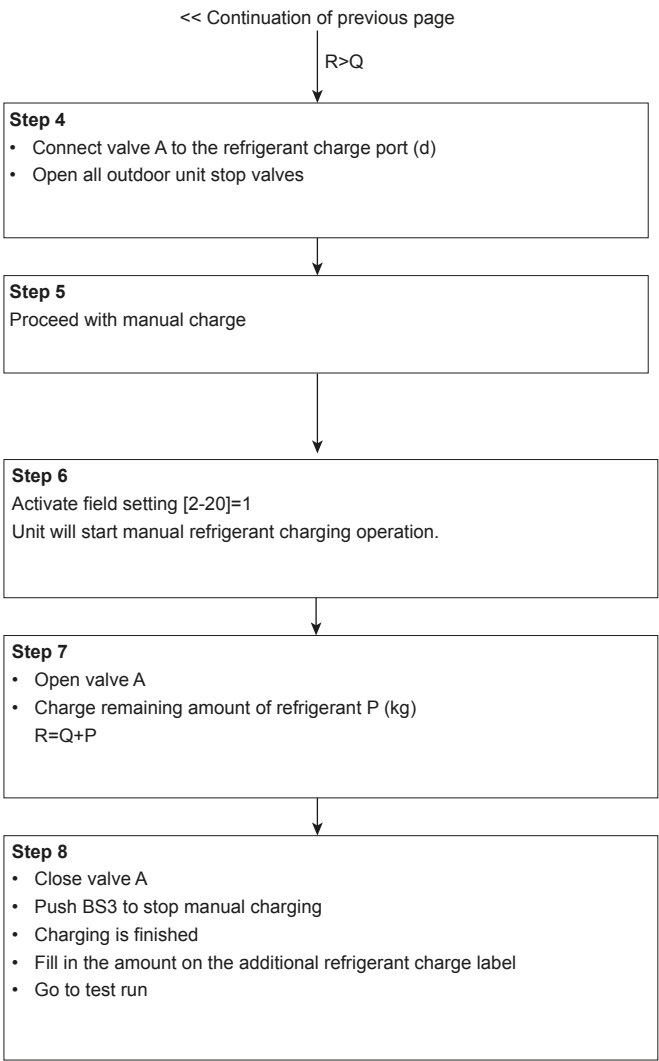 << Continuation of previous page
R>Q
Step 4
• Connect valve A to the refrigerant charge port (d)
• Open all outdoor unit stop valves
Step 5
Proceed with manual charge
Step 6
Activate field setting [2-20]=1
Unit will start manual refrigerant charging operation.
Step 7
• Open valve A
• Charge remaining amount of refrigerant P (kg)
R=Q+P
Step 8
• Close valve A
• Push BS3 to stop manual charging
• Charging is finished
• Fill in the amount on the additional refrigerant charge label
• Go to test run